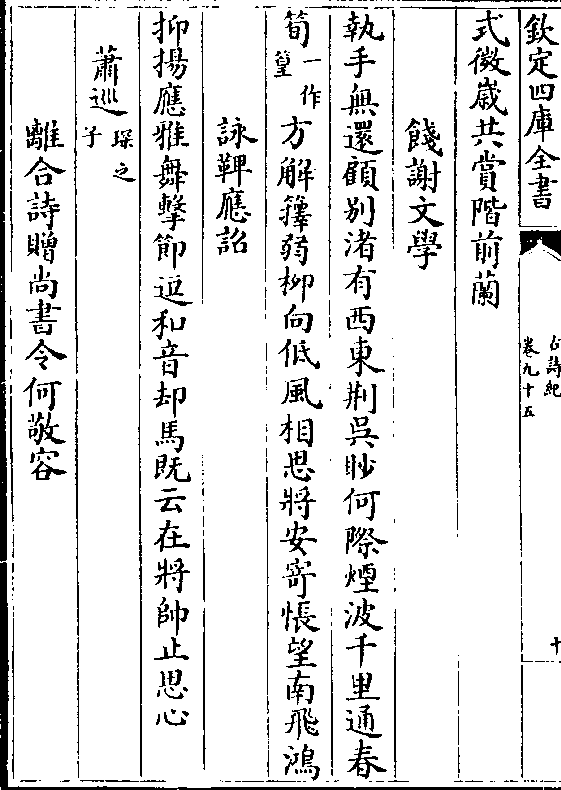 欽定四庫全書
古詩紀
卷九十五
十
式徴歳共賞階前蘭
餞謝文學
執手無還顧别渚有西東荆吳眇何際煙波千里通春
筍一作篁方解籜弱柳向低風相思將安寄悵望南飛鴻
詠鞞應詔
抑揚應雅舞擊節逗和音却馬既云在將帥止思心
蕭巡琛之子
離合詩贈尚書令何敬容